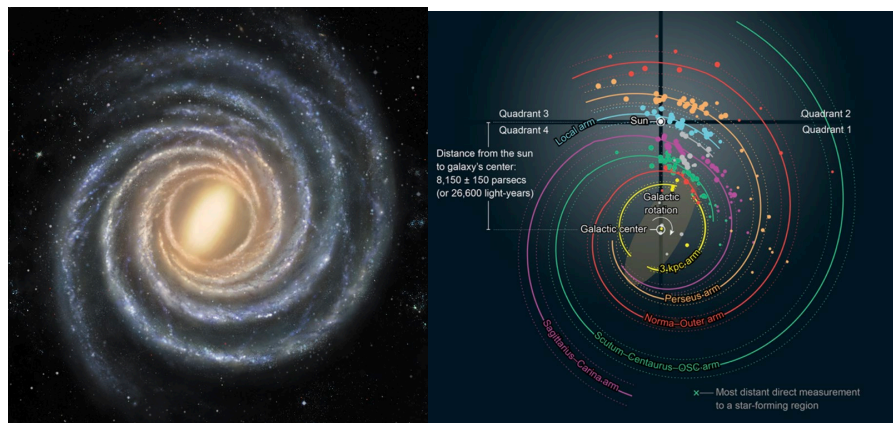 Quadrant 3
Quadrant 2
Sun
Quadrant 4
Quadrant 1
Local arm
Distance from the sun
to galaxy's center:
8,150 ± 150 parsecs
(or 26,600 light-years)
Galactic
rotation
Galactic center
3-kpc arm
Perseus arm
Norma–Outer arm
Scutum–Centaurus–OSC arm
Sagittarius–Carina arm
Most distant direct measurement
to a star-forming region